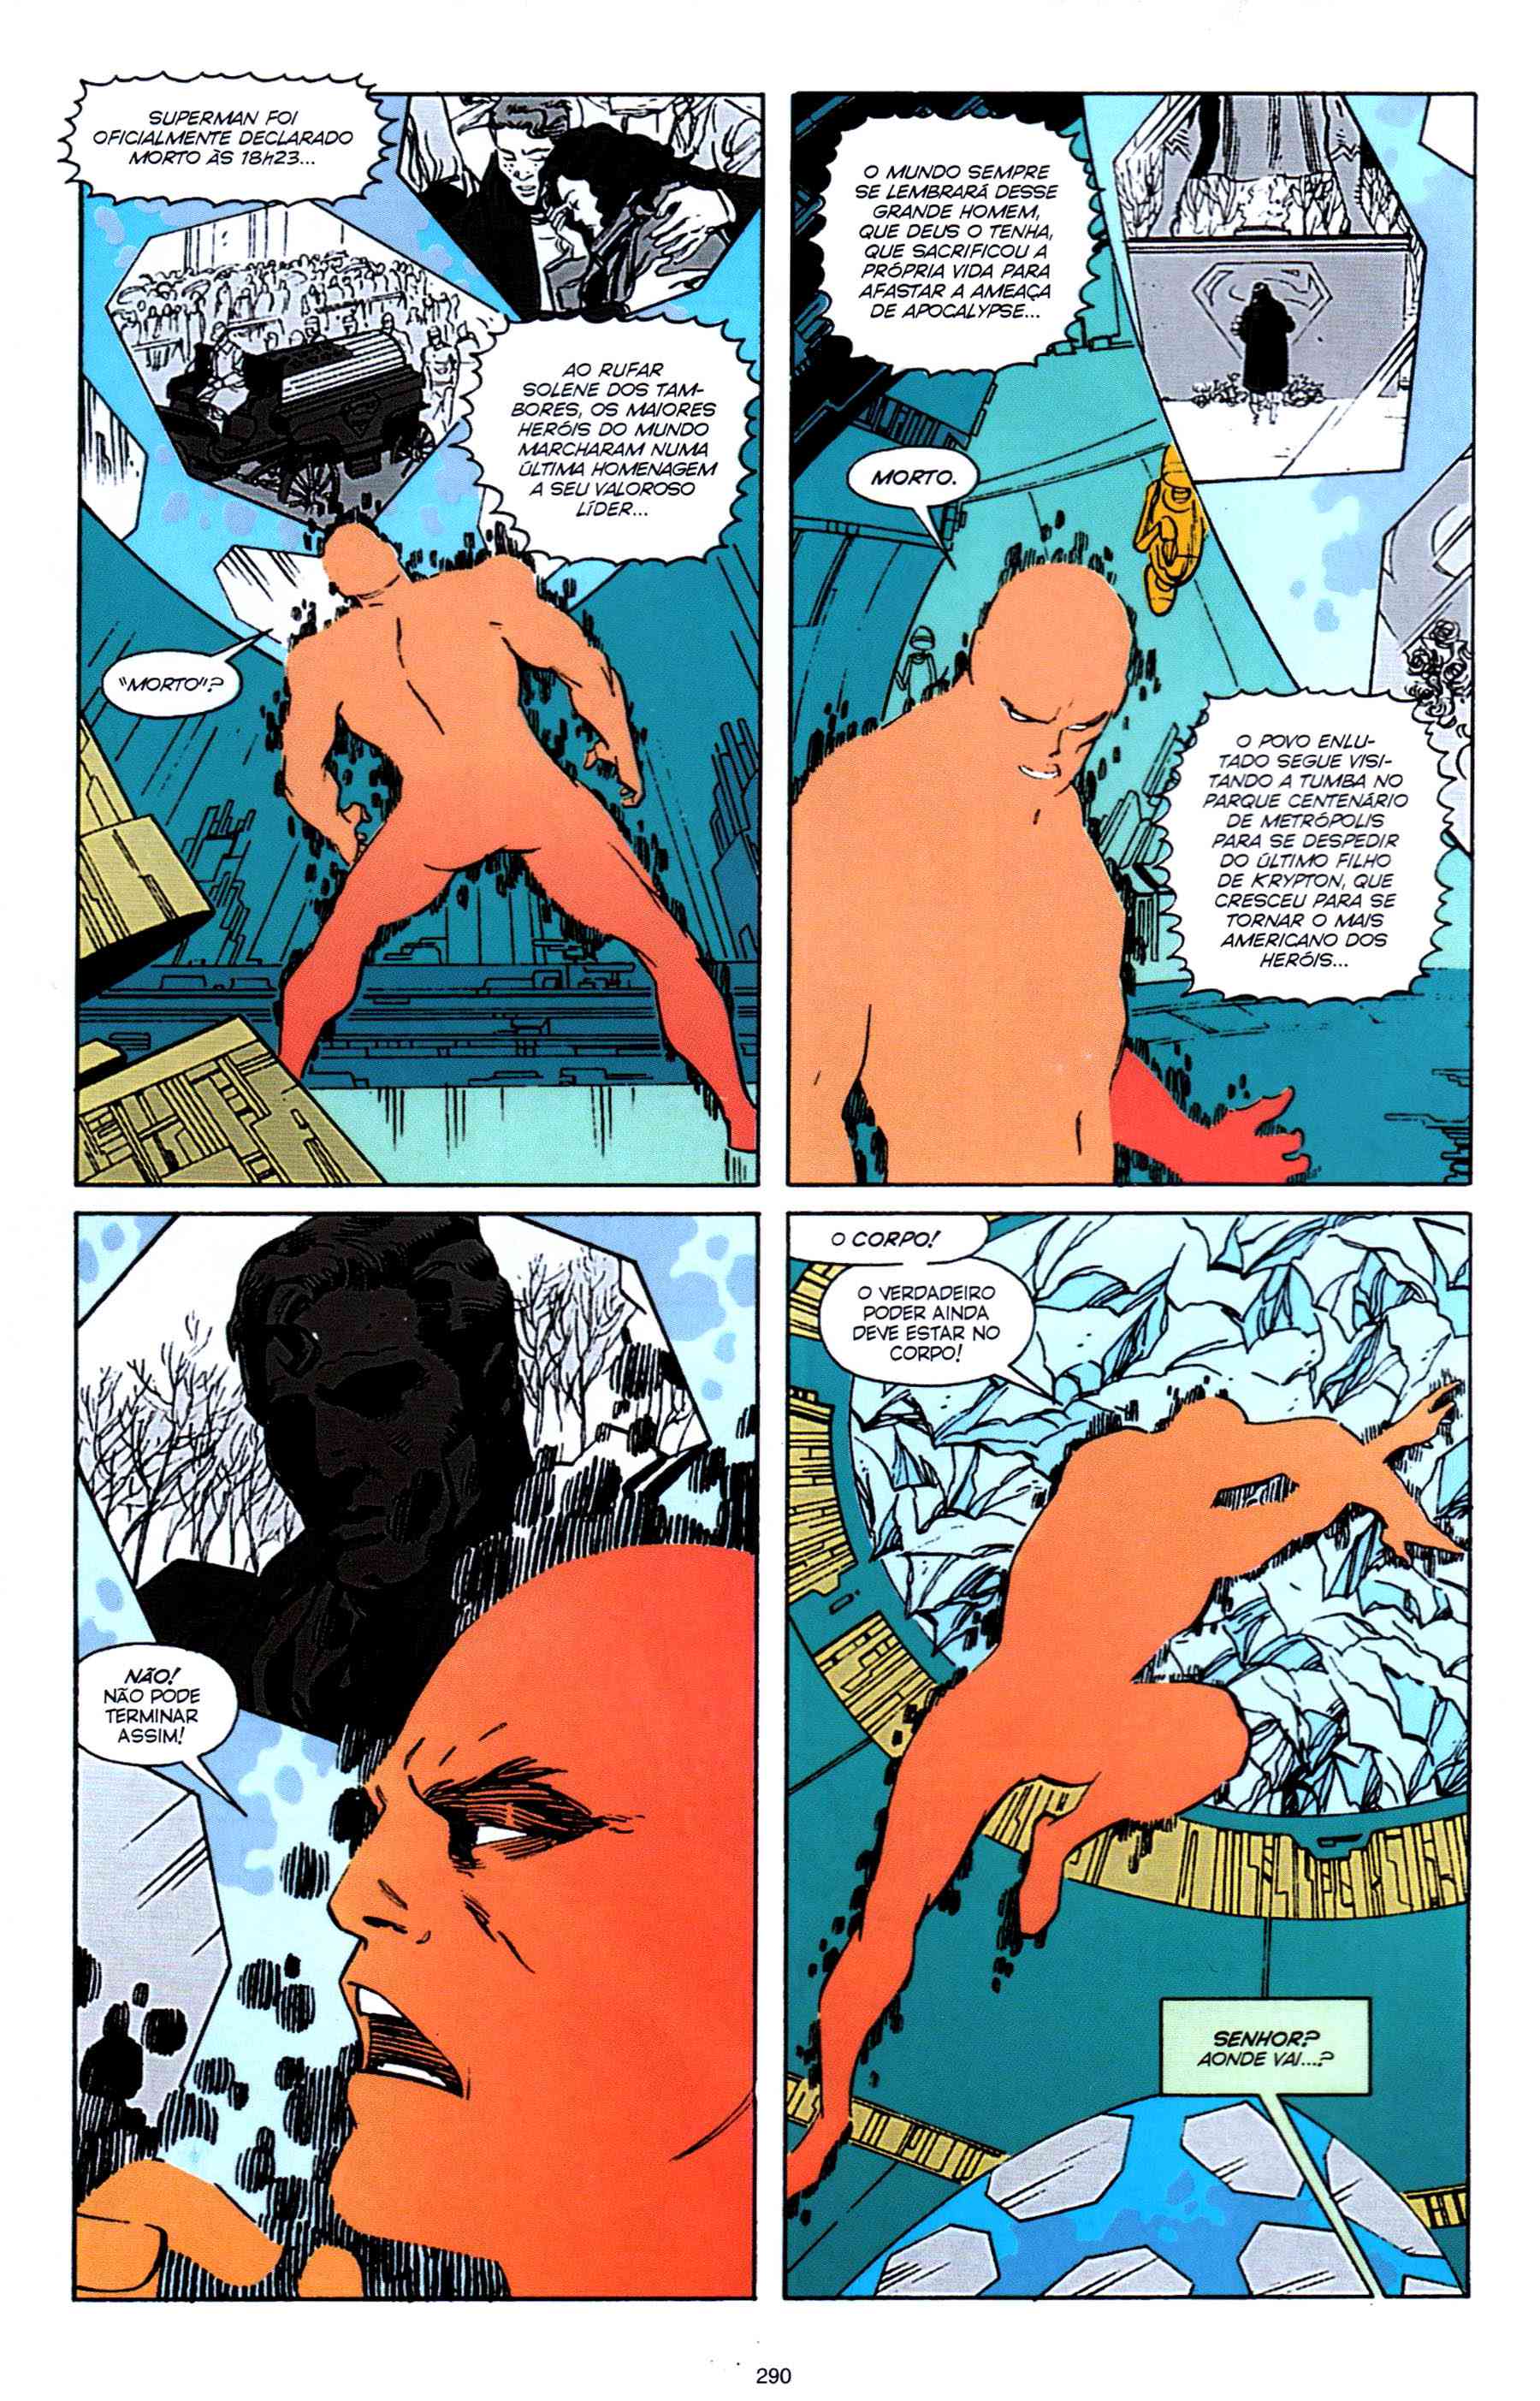 SUPERMAN FOI
OFICIALMENTE DECLARADO
MORTO ÀS 18H23...
AO RUFAR
SOLENE DOS TAM-
BORES, OS MAIORES
HERÓIS DO MUNDO
MARCHARAM NUMA
ÚLTIMA HOMENAGEM
A SEU VALOROSO
LÍDER...
"MORTO"?
O MUNDO SEMPRE
SE LEMBRARÁ DESSE
GRANDE HOMEM,
QUE DEUS O TENHA,
QUE SACRIFICOU A
PRÓPRIA VIDA PARA
AFASTAR A AMEAÇA
DE APOCALYPSE...
MORTO.
O POVO ENLU-
TADO SEGUE VISI-
TANDO A TUMBA NO
PARQUE CENTENÁRIO
DE METRÓPOLIS
PARA SE DESPEDIR
DO ÚLTIMO FILHO
DE KRYPTON, QUE
CRESCEU PARA SE
TORNAR O MAIS
AMERICANO DOS
HERÓIS...
NÃO!
NÃO PODE
TERMINAR
ASSIM!
O CORPO!
O VERDADEIRO
PODER AINDA
DEVE ESTAR NO
CORPO!
SENHOR?
AONDE VAI...?
290